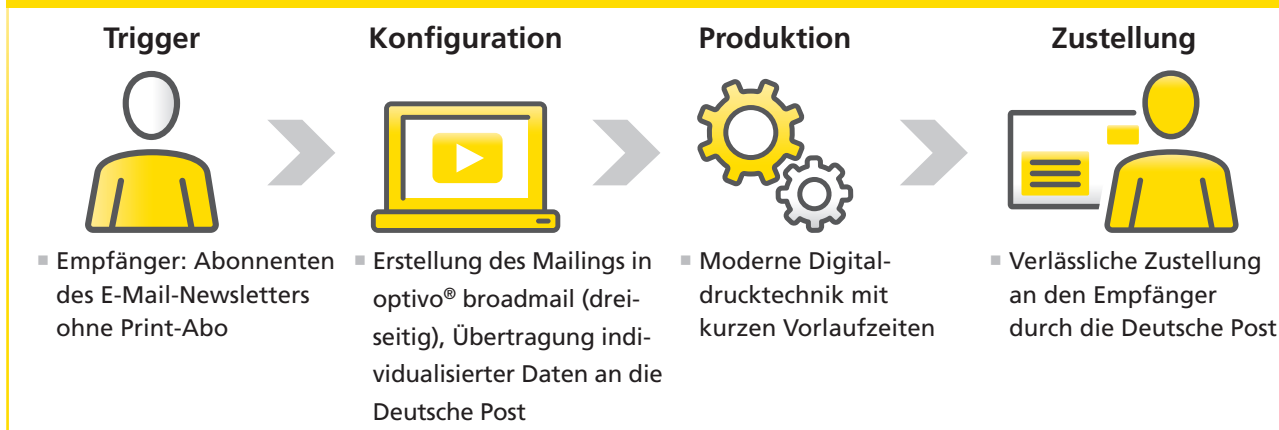 Trigger
Konfiguration
Produktion
Zustellung
Empfänger: Abonnenten
des E-Mail-Newsletters
ohne Print-Abo
Erstellung des Mailings in
optivo® broadmail (drei-
seitig), Übertragung indi-
vidualisierter Daten an die
Deutsche Post
Moderne Digital-
drucktechnik mit
kurzen Vorlaufzeiten
Verlässliche Zustellung
an den Empfänger
durch die Deutsche Post